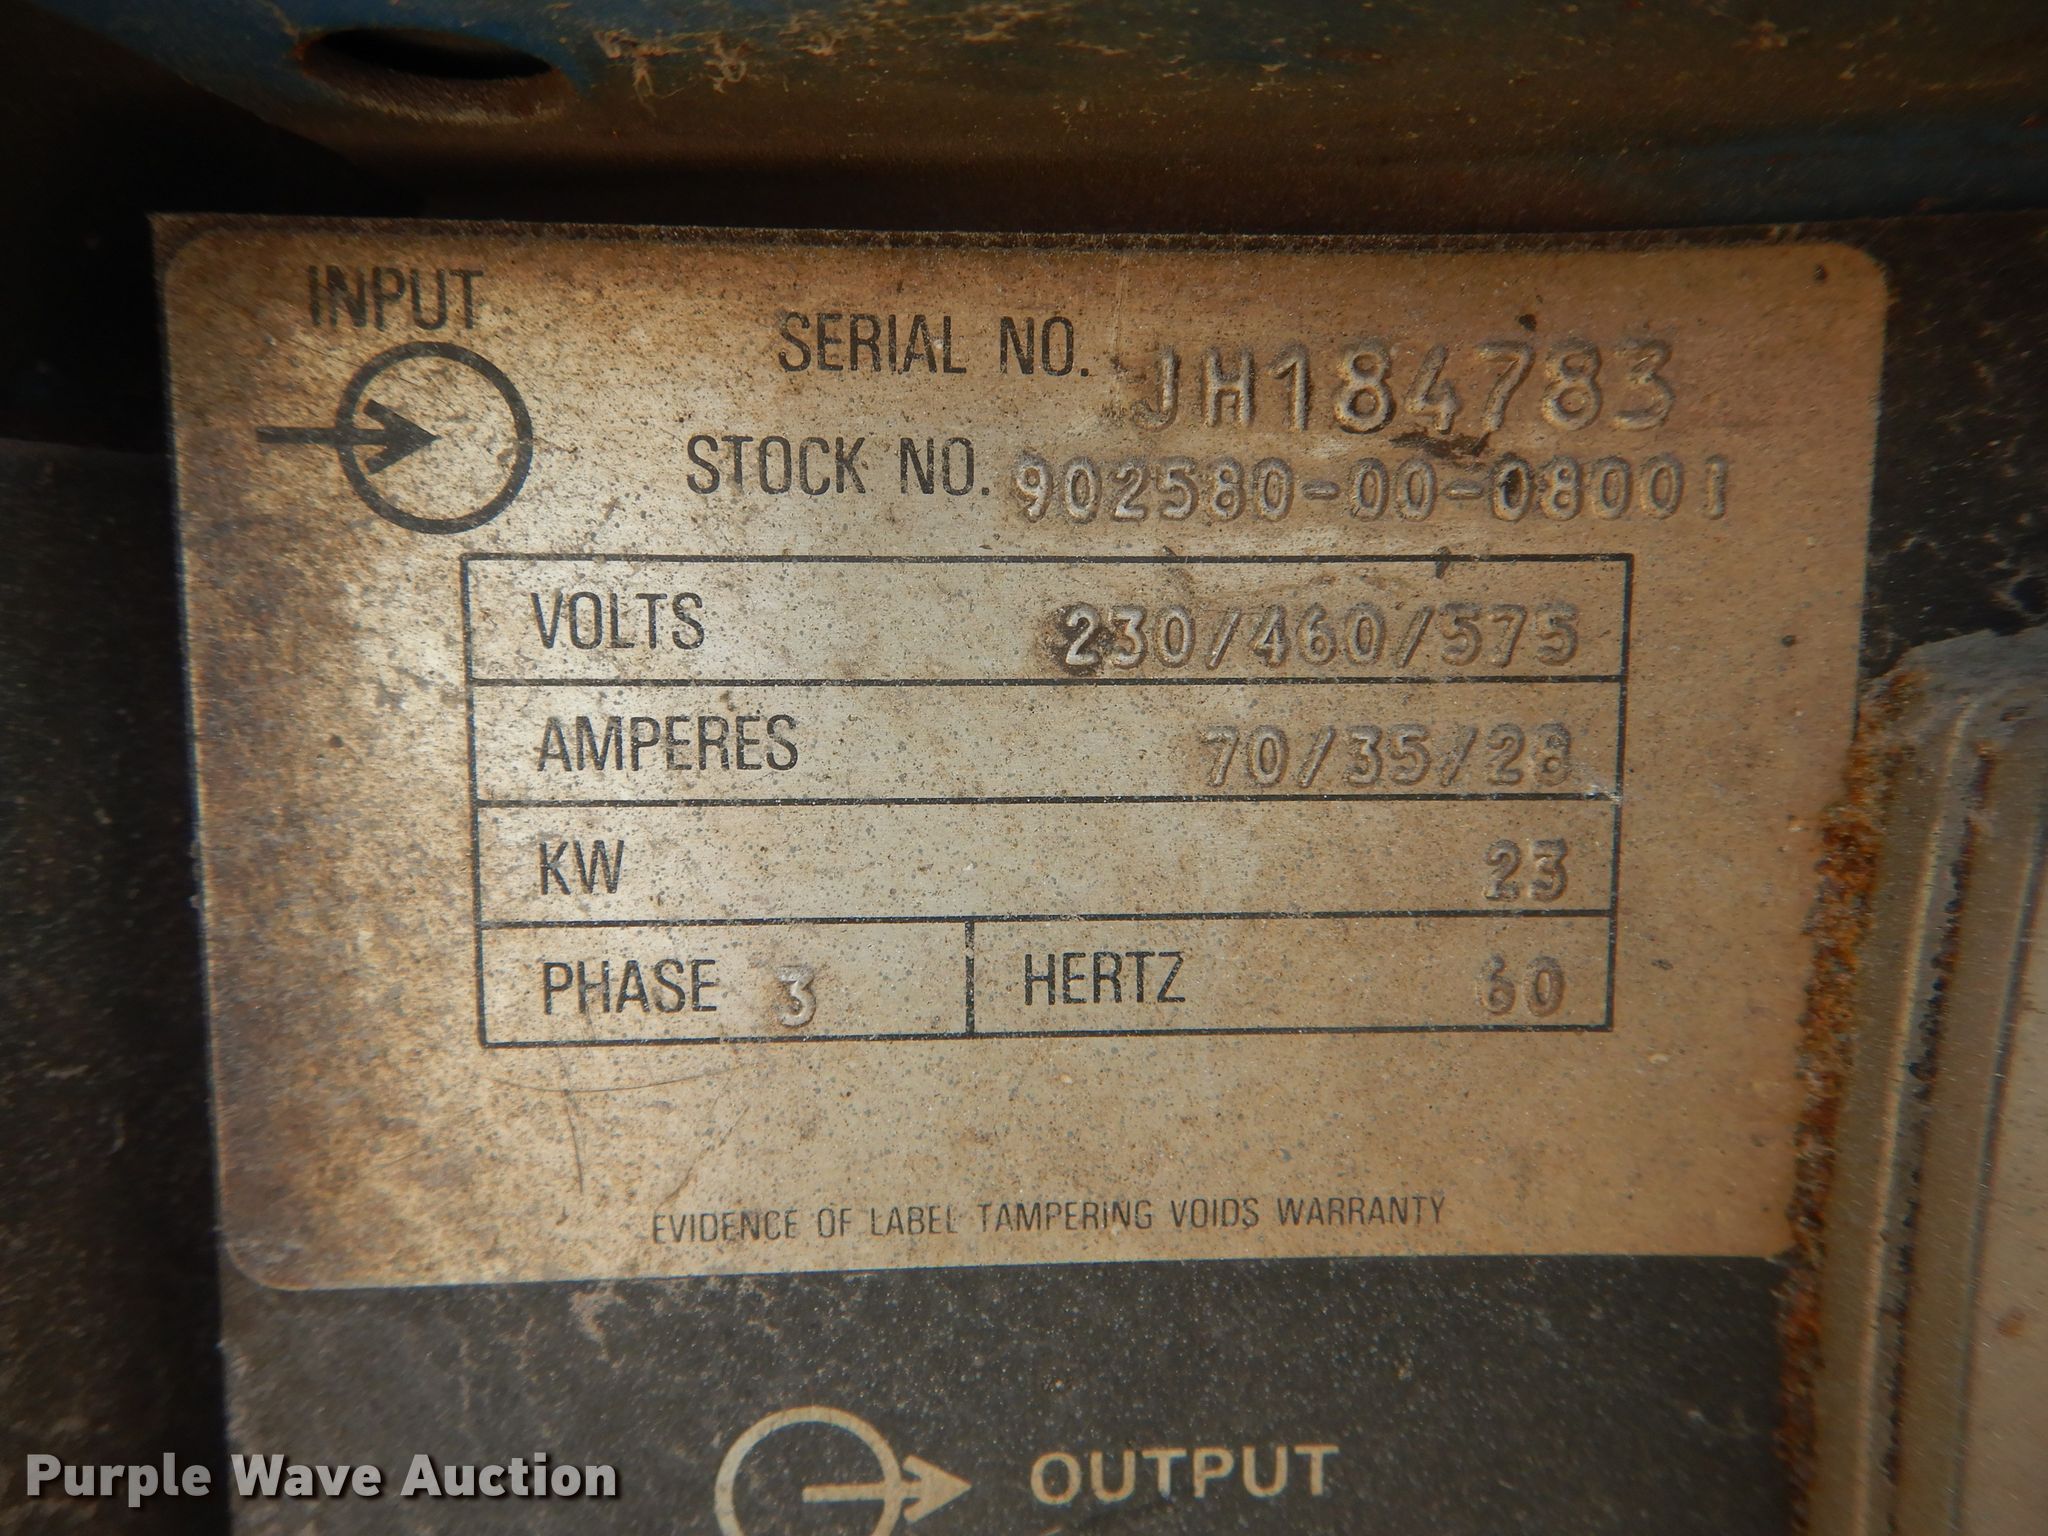 INPUT
SERIAL NO. JH184783
STOCK NO. 902580-00-08001
VOLTS 230/460/575
AMPERES 70/35/28
KW 23
PHASE 3 HERTZ 60
EVIDENCE OF LABEL TAMPERING VOIDS WARRANTY
OUTPUT
Purple Wave Auction